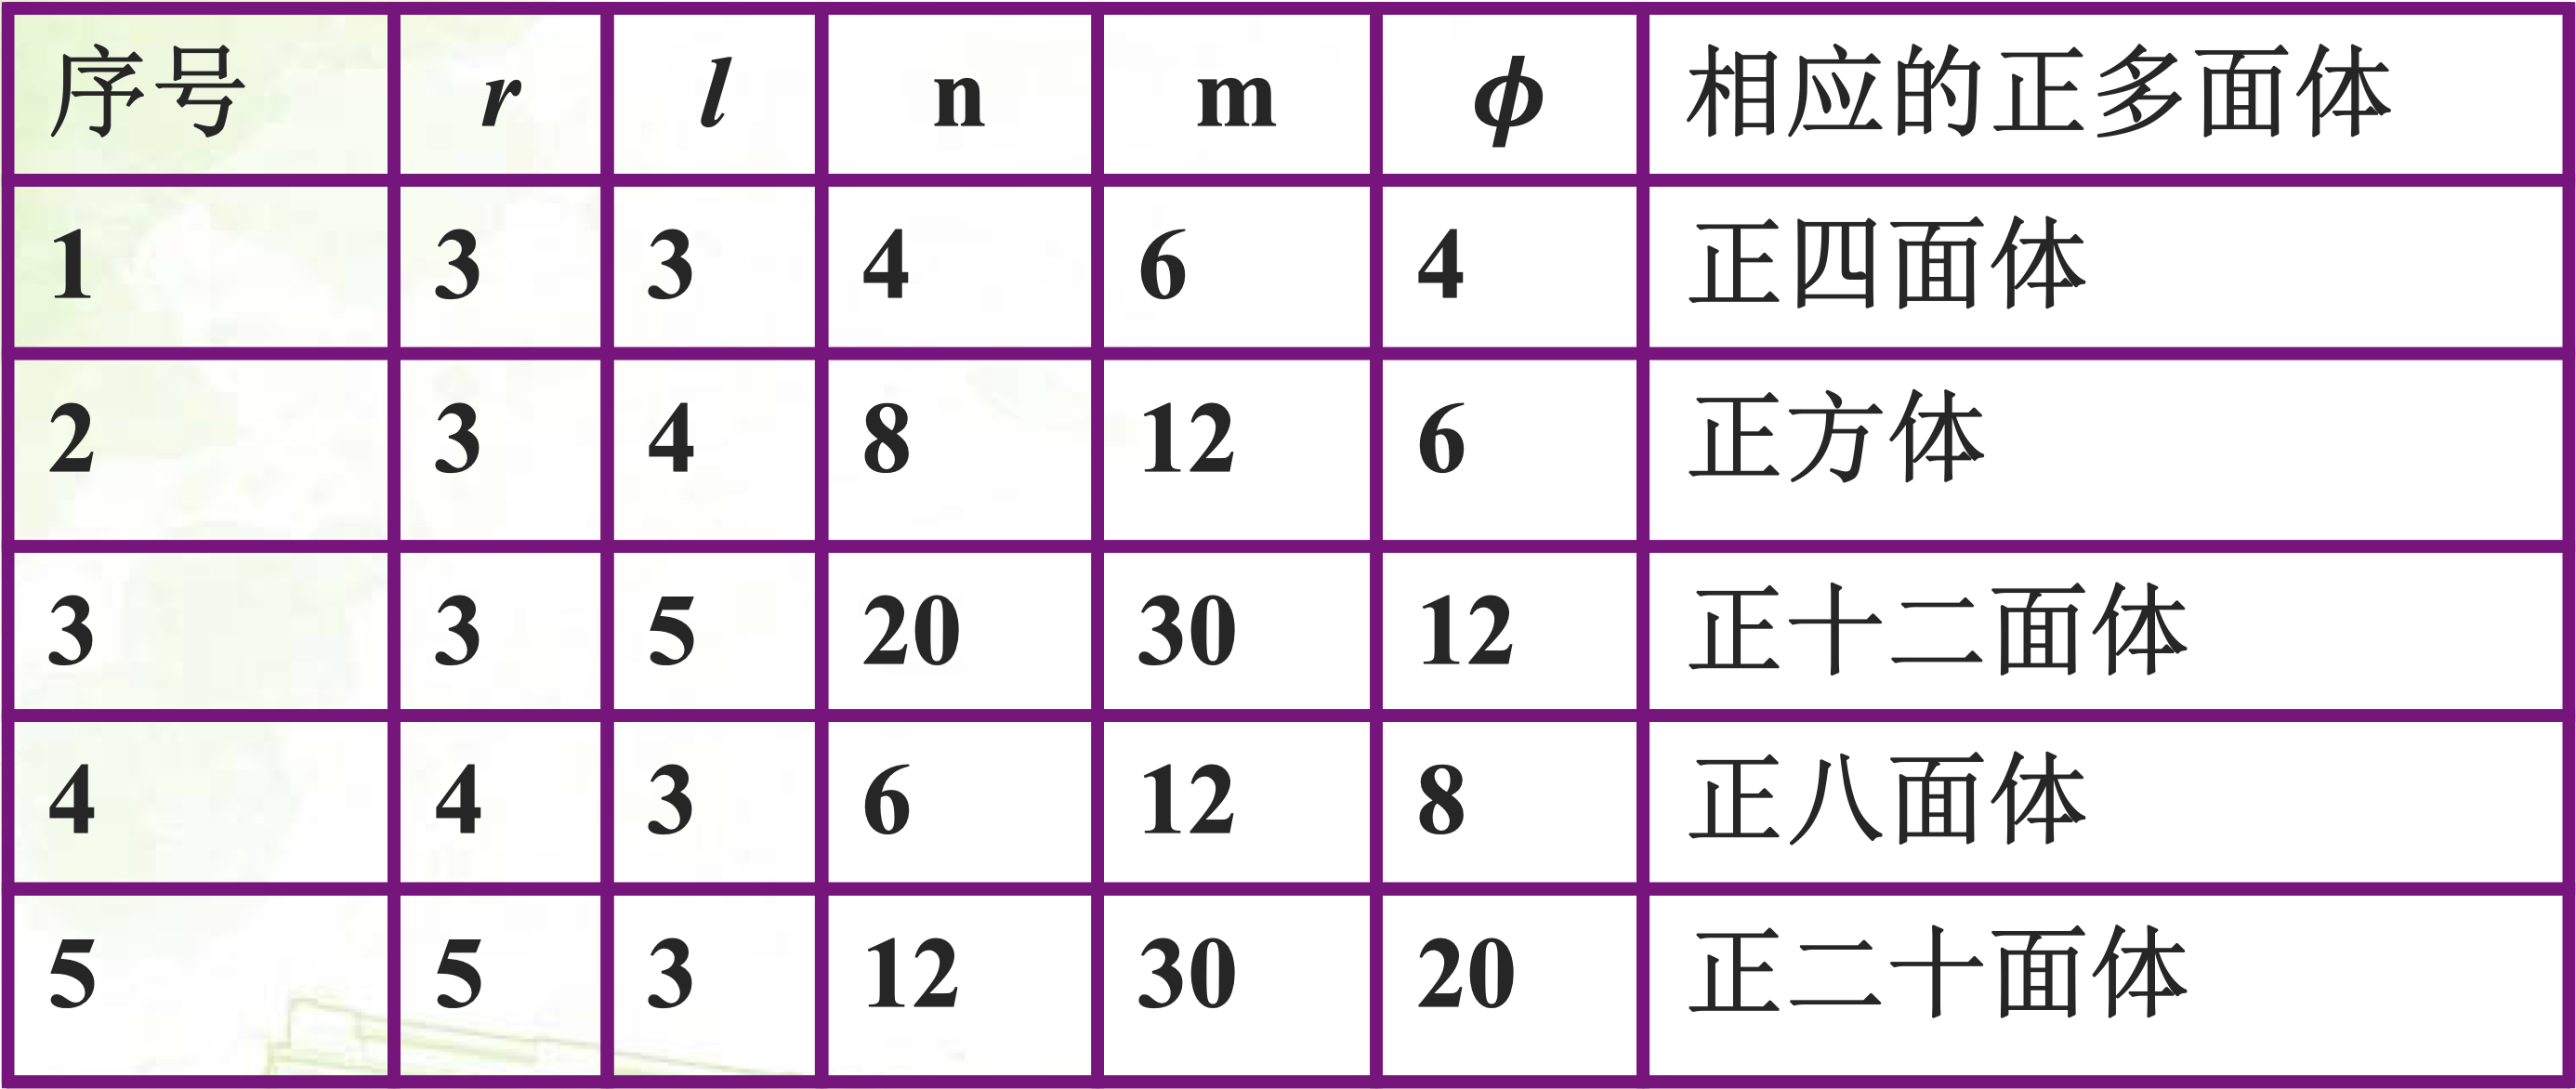 序号 r l n m ϕ 相应的正多面体
1 3 3 4 6 4 正四面体
2 3 4 8 12 6 正方体
3 3 5 20 30 12 正十二面体
4 4 3 6 12 8 正八面体
5 5 3 12 30 20 正二十面体